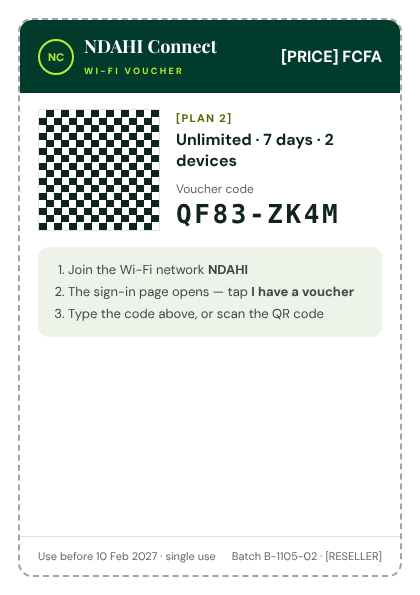 NC
NDAHI Connect
WI-FI VOUCHER
[PRICE] FCFA
[PLAN 2]
Unlimited · 7 days · 2
devices
Voucher code
QF83-ZK4M
1. Join the Wi-Fi network NDAHI
2. The sign-in page opens — tap I have a voucher
3. Type the code above, or scan the QR code
Use before 10 Feb 2027 · single use
Batch B-1105-02 · [RESELLER]